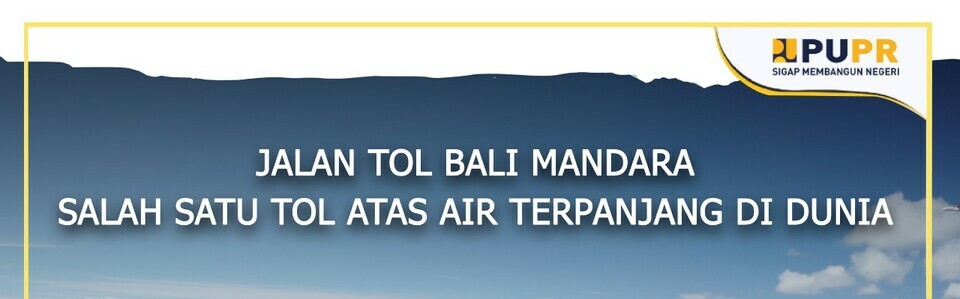 PUPR
SIGAP MEMBANGUN NEGERI
JALAN TOL BALI MANDARA
SALAH SATU TOL ATAS AIR TERPANJANG DI DUNIA